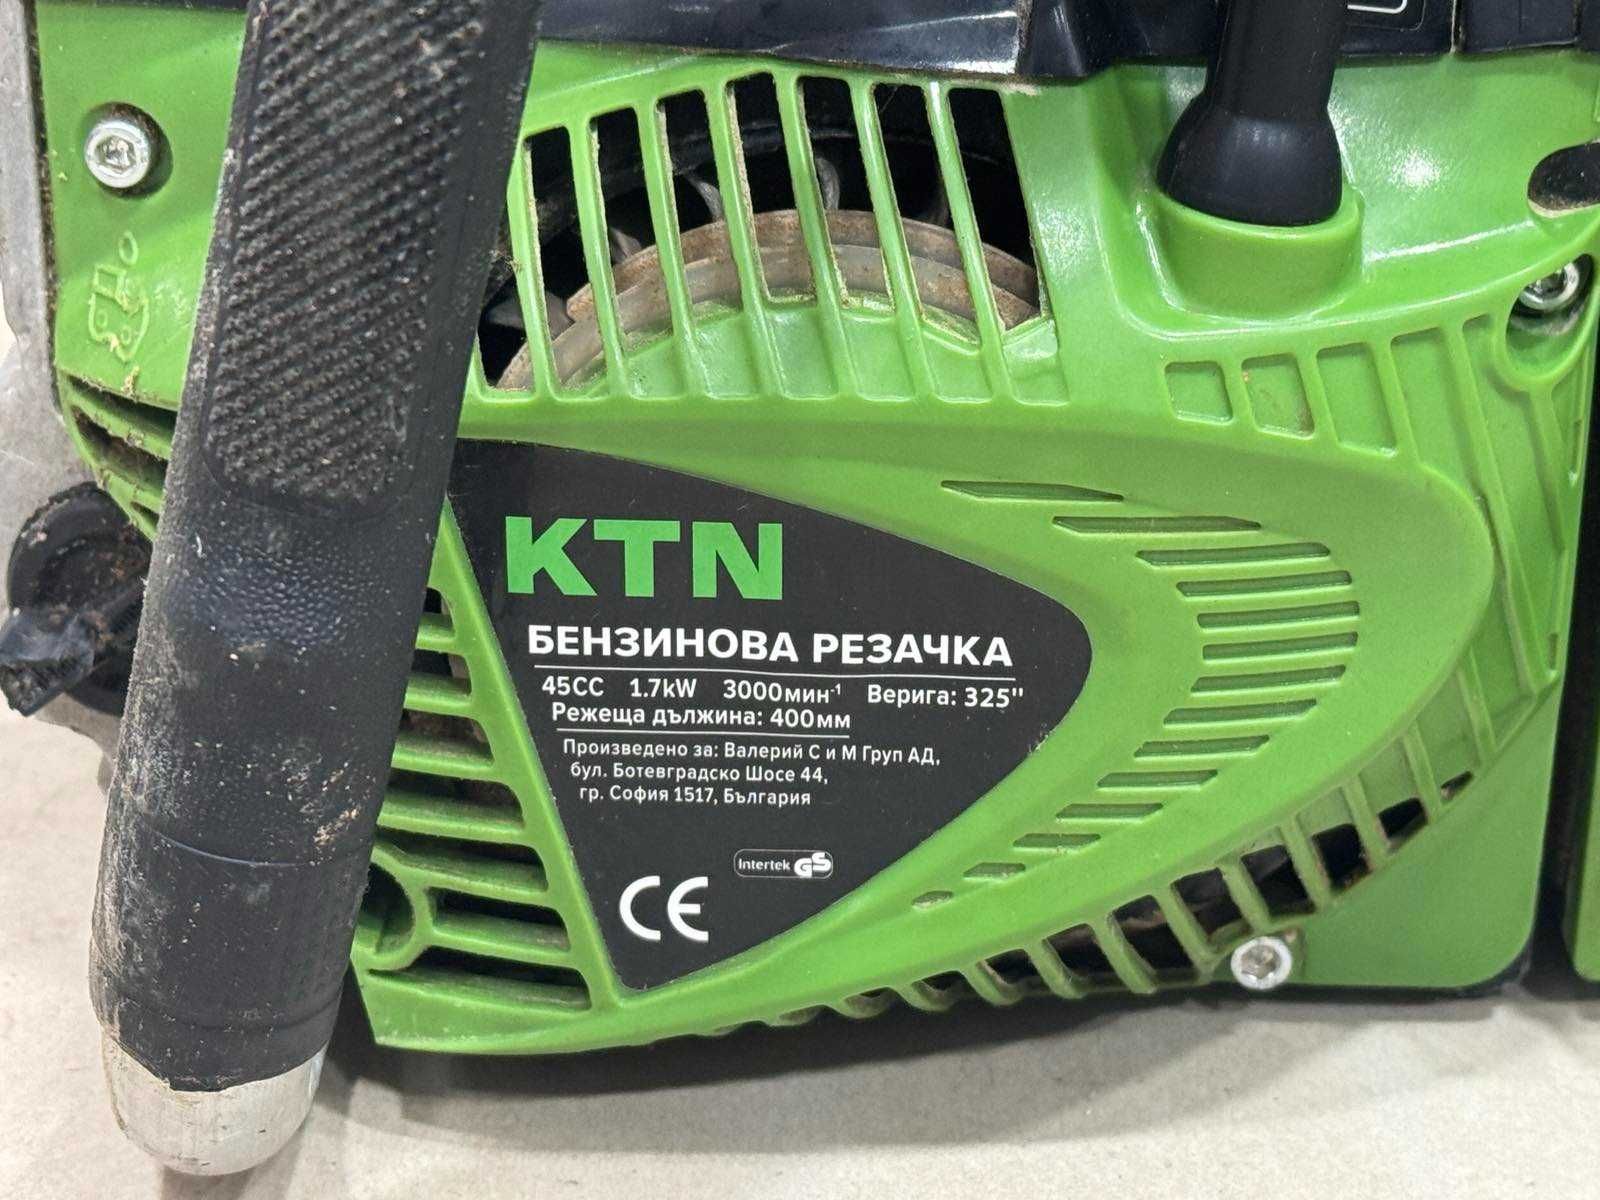 KTN
БЕНЗИНОВА РЕЗАЧКА
45CC 1.7kW 3000мин⁻¹ Верига: 325"
Режеща дължина: 400мм
Произведено за: Валерий С и М Груп АД,
бул. Ботевградско Шосе 44,
гр. София 1517, България
Intertek GS
CE